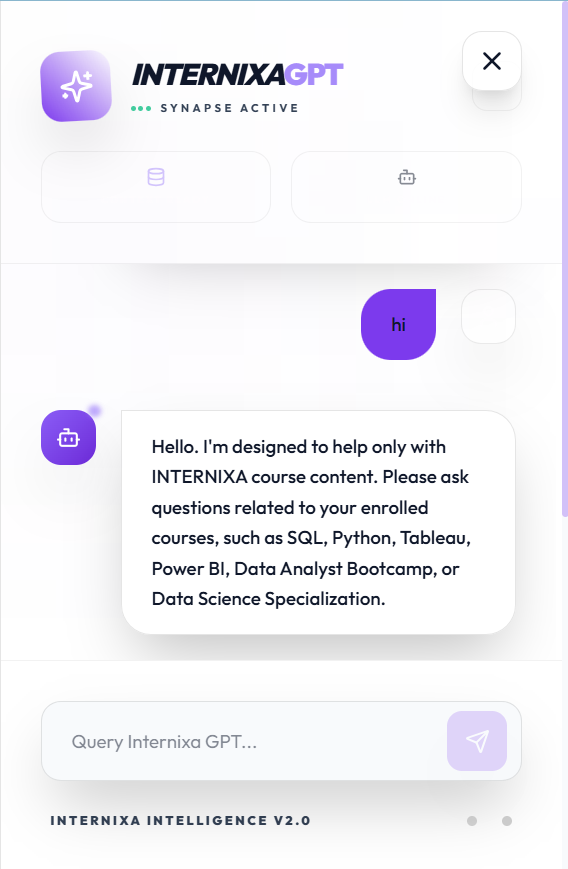 INTERNIXAGPT
SYNAPSE ACTIVE
hi
Hello. I'm designed to help only with
INTERNIXA course content. Please ask
questions related to your enrolled
courses, such as SQL, Python, Tableau,
Power BI, Data Analyst Bootcamp, or
Data Science Specialization.
Query Internixa GPT...
INTERNIXA INTELLIGENCE V2.0